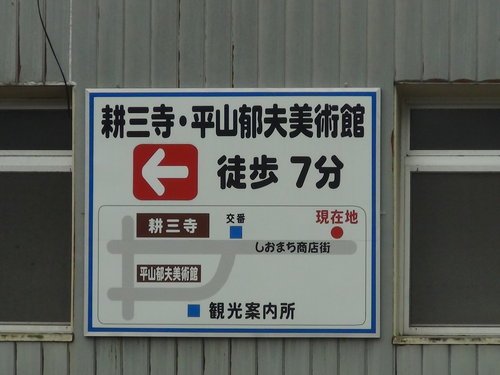 耕三寺・平山郁夫美術館
徒歩 7分
耕三寺
交番
現在地
しおまち商店街
平山郁夫美術館
観光案内所